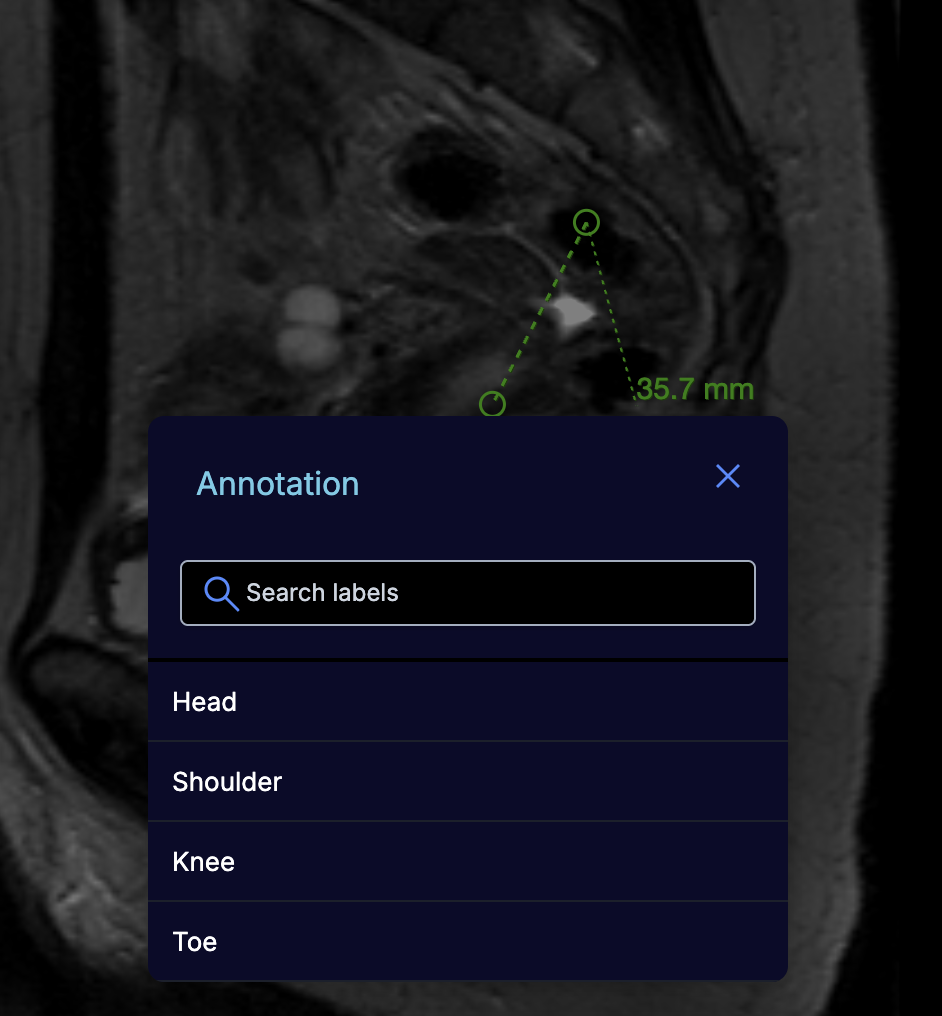 35.7 mm
Annotation
Search labels
Head
Shoulder
Knee
Toe